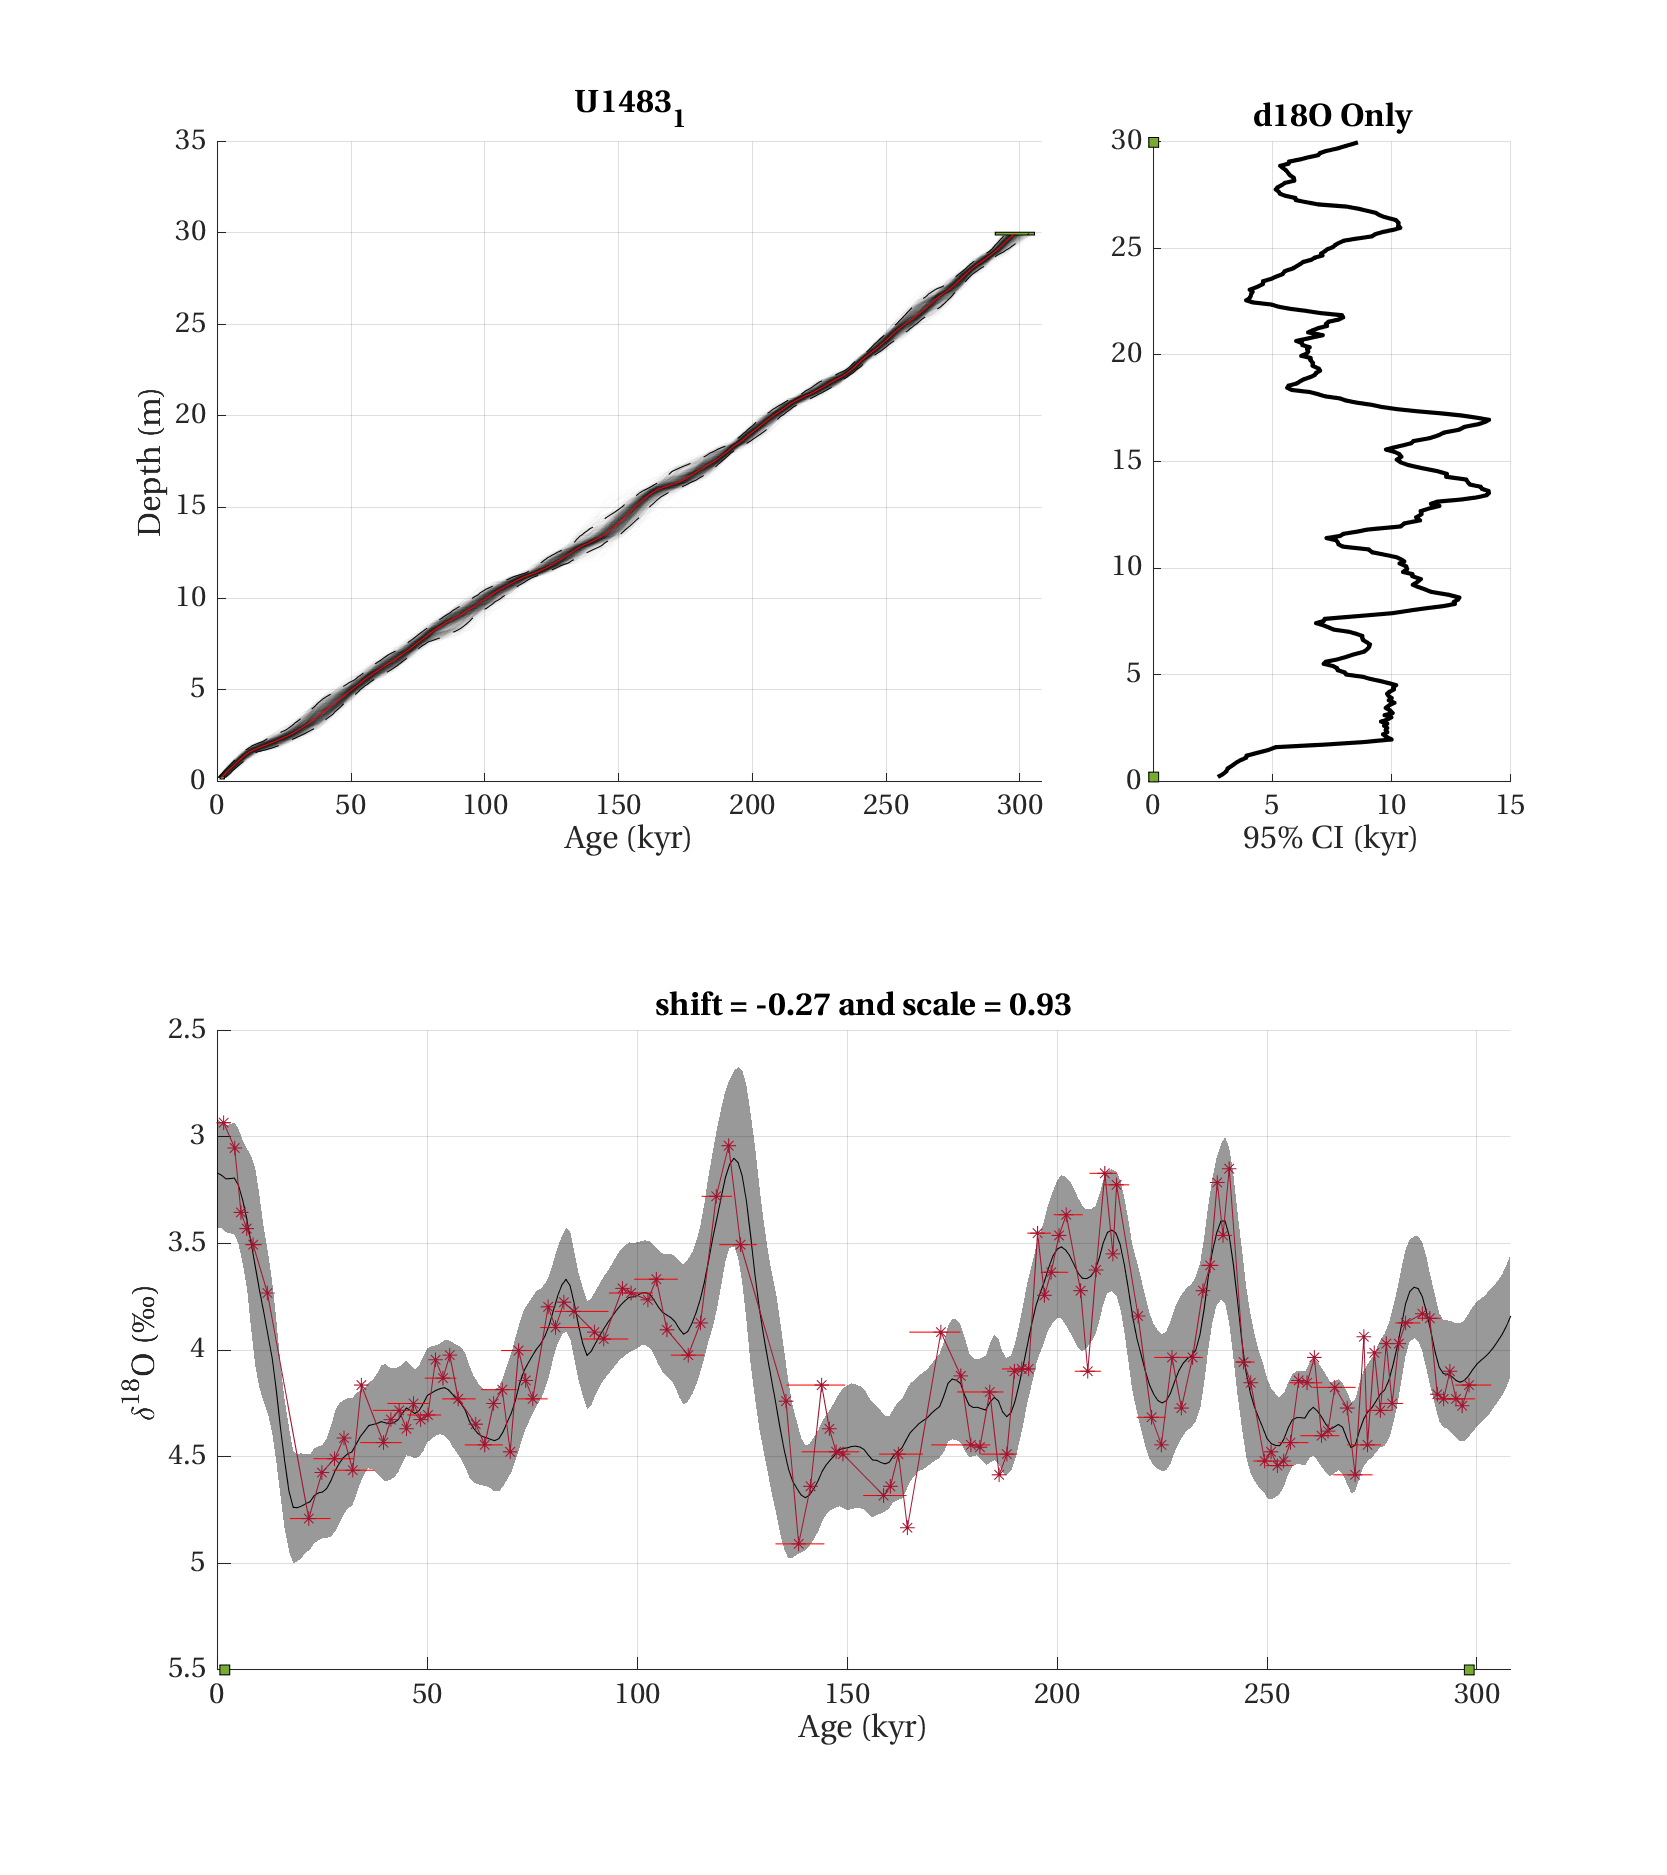 U1483₁
35
30
25
20
15
10
5
0
Depth (m)
0 50 100 150 200 250 300
Age (kyr)
d18O Only
30
25
20
15
10
5
0
0 5 10 15
95% CI (kyr)
shift = -0.27 and scale = 0.93
2.5
3
3.5
4
4.5
5
5.5
δ¹⁸O (‰)
0 50 100 150 200 250 300
Age (kyr)